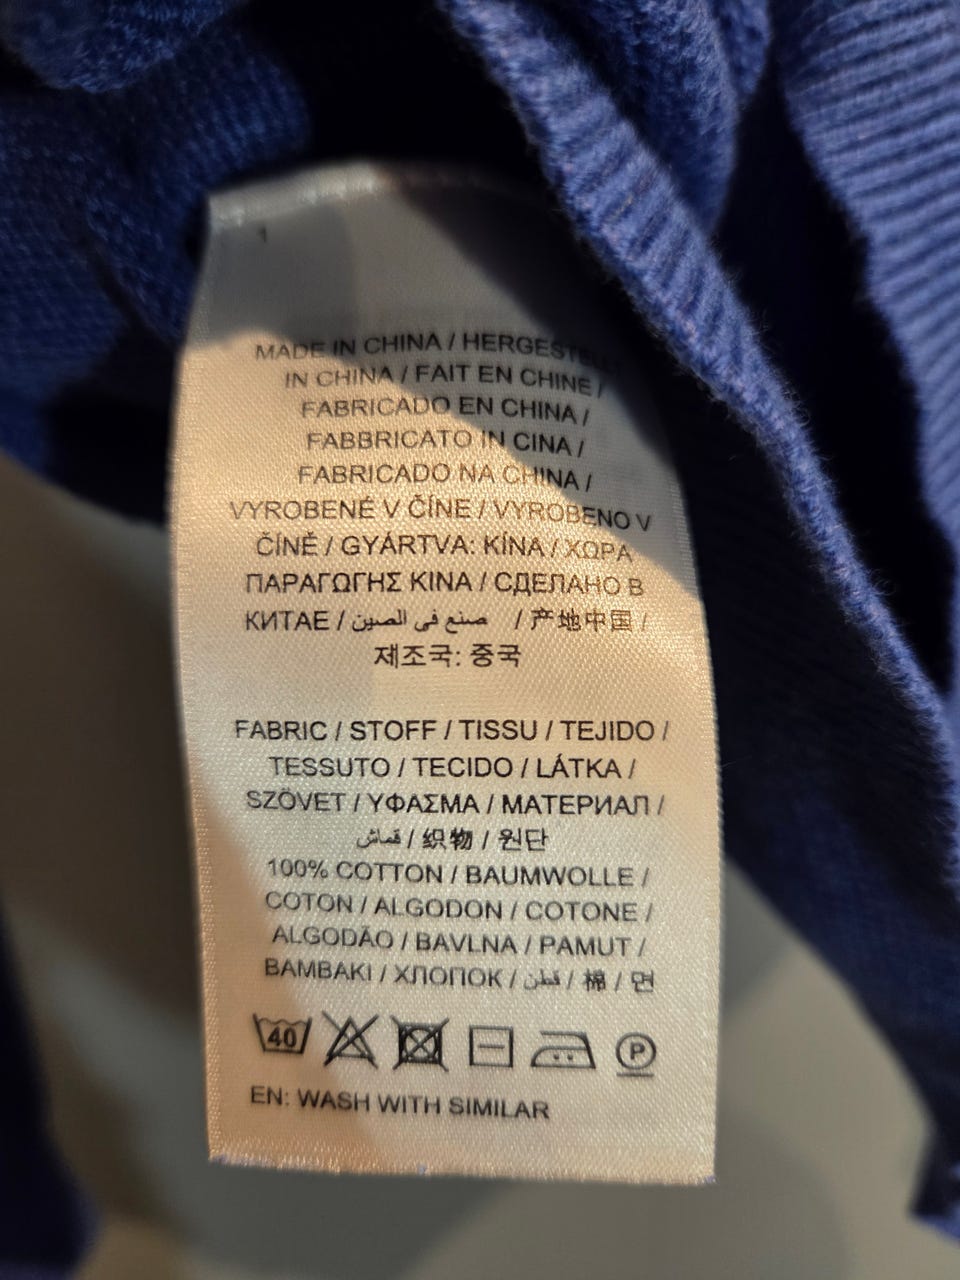 MADE IN CHINA / HERGESTELLT
IN CHINA / FAIT EN CHINE /
FABRICADO EN CHINA /
FABBRICATO IN CINA /
FABRICADO NA CHINA /
VYROBENÉ V ČÍNE / VYROBENO V
ČÍNĚ / GYÁRTVA: KÍNA / ΧΩΡΑ
ΠΑΡΑΓΩΓΗΣ ΚΙΝΑ / СДЕЛАНО В
КИТАЕ / صنع في الصين / 产地中国 /
제조국: 중국
FABRIC / STOFF / TISSU / TEJIDO /
TESSUTO / TECIDO / LÁTKA /
SZÖVET / ΥΦΑΣΜΑ / МАТЕРИАЛ /
قماش / 织物 / 원단
100% COTTON / BAUMWOLLE /
COTON / ALGODON / COTONE /
ALGODÃO / BAVLNA / PAMUT /
ΒΑΜΒΑΚΙ / ХЛОПОК / قطن / 棉 / 면
40 P
EN: WASH WITH SIMILAR